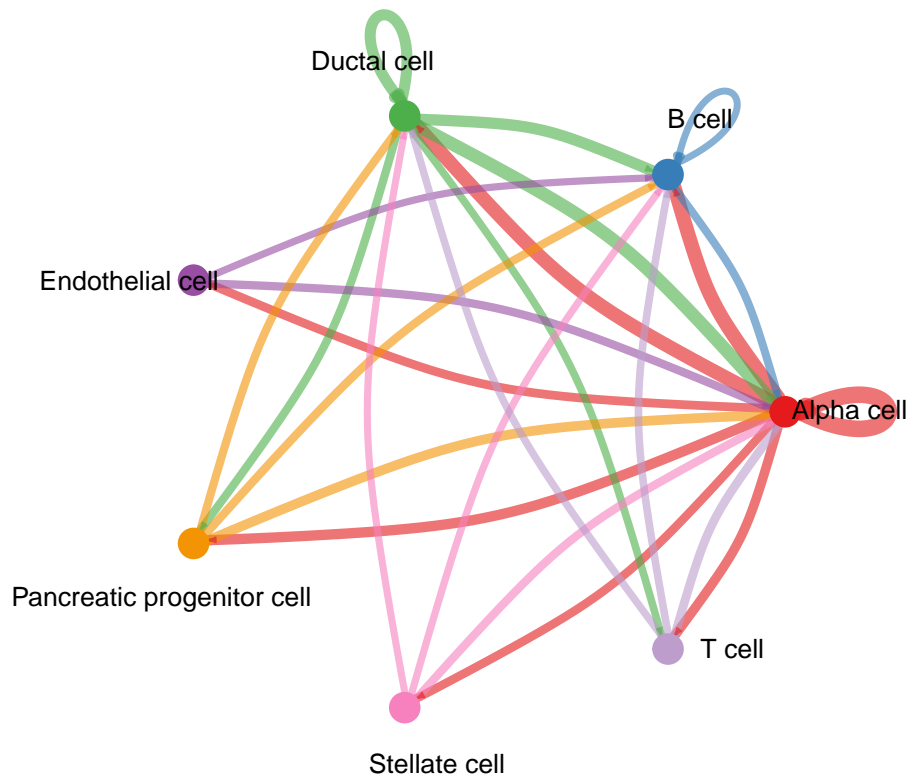 Ductal cell
B cell
Endothelial cell
Alpha cell
Pancreatic progenitor cell
T cell
Stellate cell